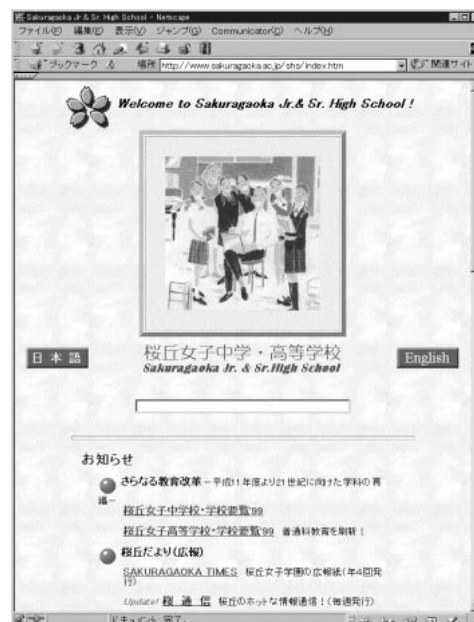 Sakuragaoka Jr.& Sr. High School - Netscape
ファイル(F) 編集(E) 表示(V) ジャンプ(G) Communicator(C) ヘルプ(H)
ブックマーク 場所 http://www.sakuragaoka.ac.jp/shs/index.htm 関連サイト
Welcome to Sakuragaoka Jr.& Sr. High School !
日本語
桜丘女子中学・高等学校
English
Sakuragaoka Jr. & Sr.High School
お知らせ
さらなる教育改革 - 平成11年度より21世紀に向けた学科の再
編-
桜丘女子中学校・学校要覧'99
桜丘女子高等学校・学校要覧'99 普通科教育を刷新！
桜丘だより(広報)
SAKURAGAOKA TIMES 桜丘女子学園の広報紙(年4回発
行)
Update! 桜 通 信 桜丘のホットな情報通信！(毎週発行)
ドキュメント：完了。